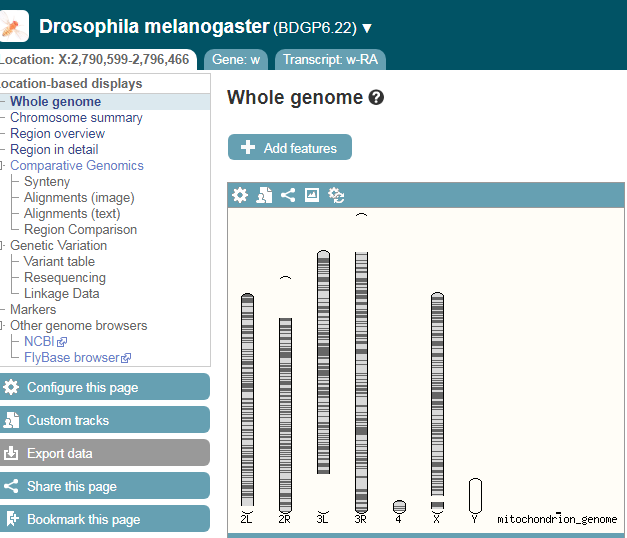 Drosophila melanogaster (BDGP6.22) ▼
Location: X:2,790,599-2,796,466
Gene: w
Transcript: w-RA
ocation-based displays
Whole genome
Chromosome summary
Region overview
Region in detail
Comparative Genomics
Synteny
Alignments (image)
Alignments (text)
Region Comparison
Genetic Variation
Variant table
Resequencing
Linkage Data
Markers
Other genome browsers
NCBI
FlyBase browser
Configure this page
Custom tracks
Export data
Share this page
Bookmark this page
Whole genome ?
Add features
2L 2R 3L 3R 4 X Y mitochondrion_genome